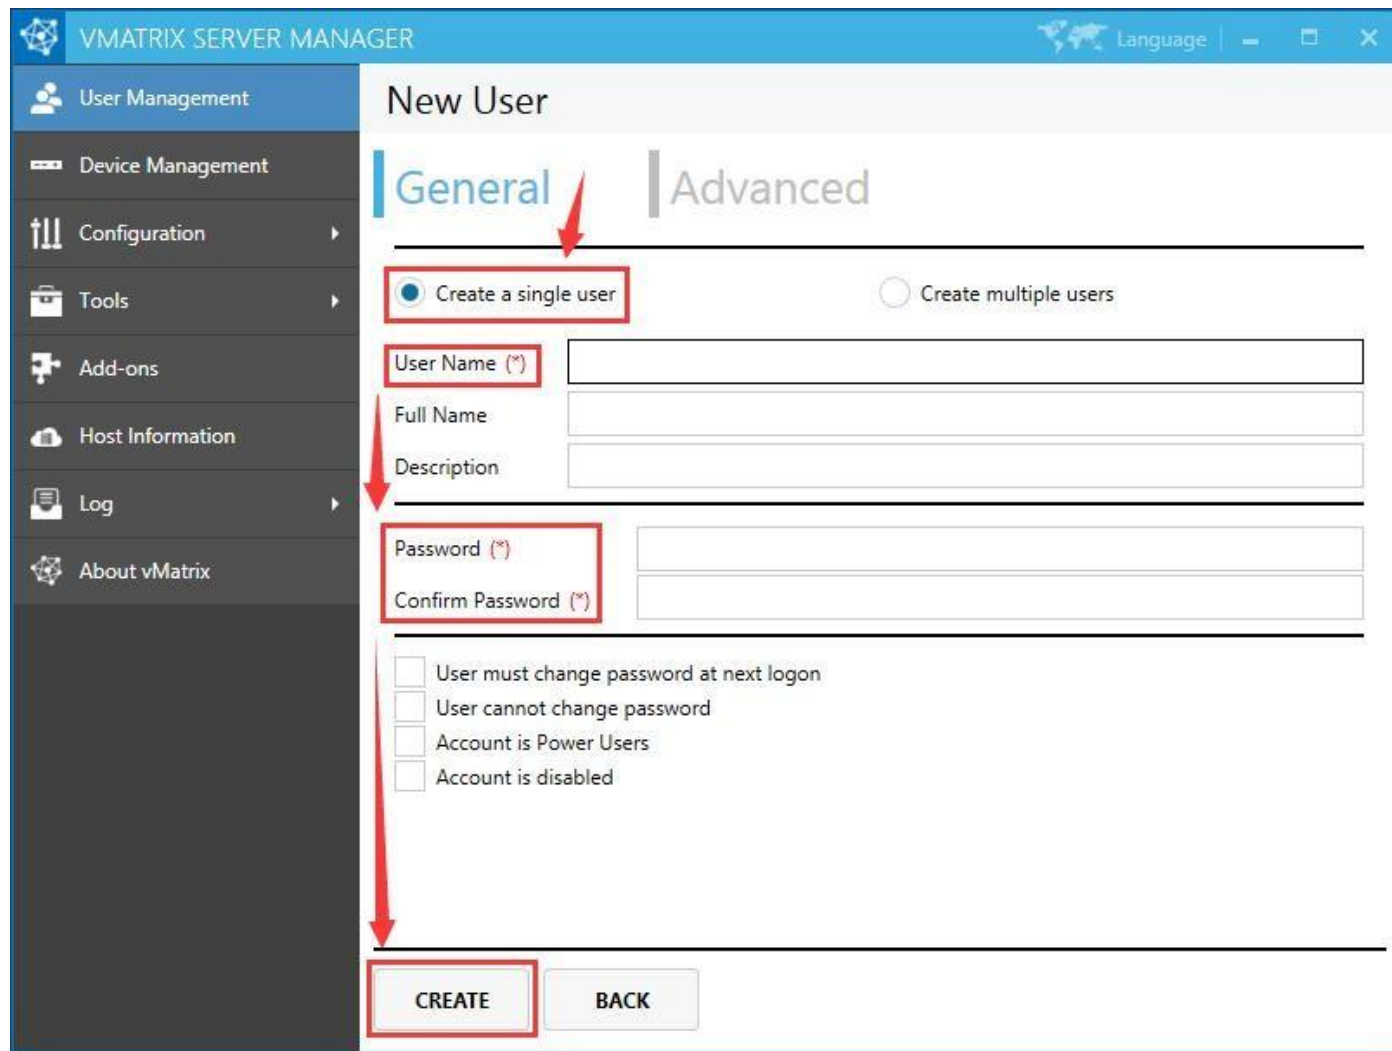 VMATRIX SERVER MANAGER
Language
User Management
Device Management
Configuration
Tools
Add-ons
Host Information
Log
About vMatrix
New User
General Advanced
Create a single user Create multiple users
User Name (*)
Full Name
Description
Password (*)
Confirm Password (*)
User must change password at next logon
User cannot change password
Account is Power Users
Account is disabled
CREATE BACK